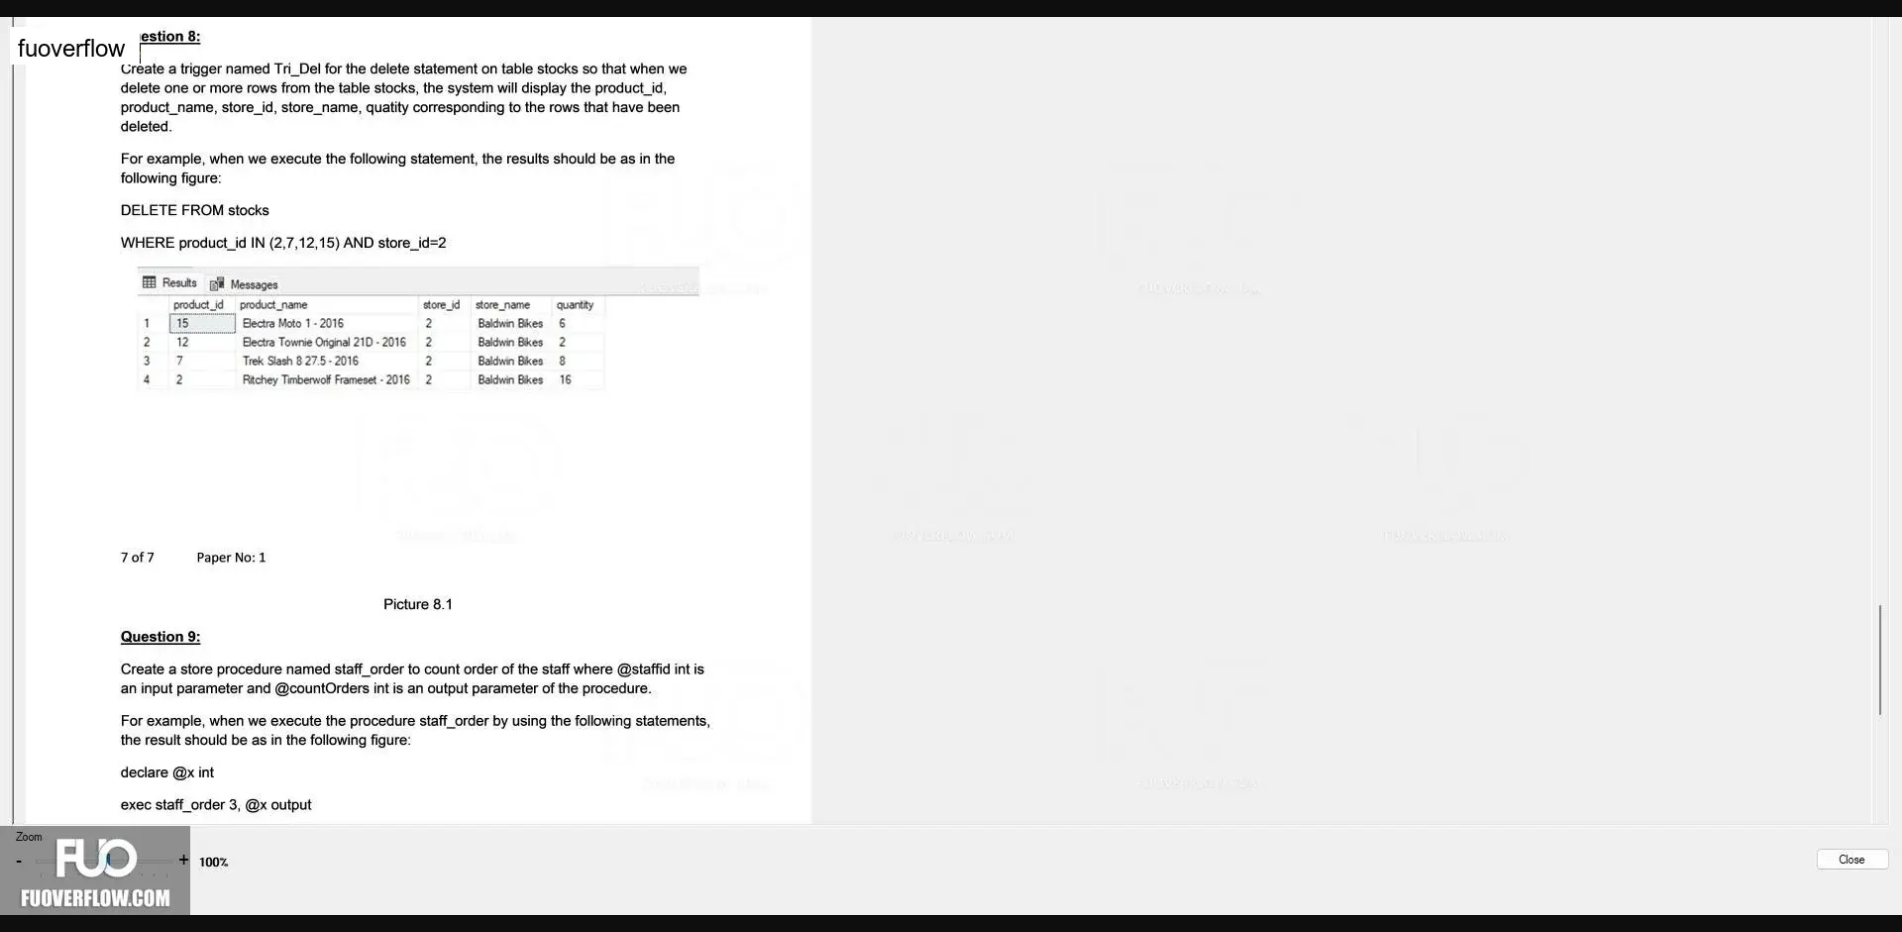 fuoverflow
estion 8:
Create a trigger named Tri_Del for the delete statement on table stocks so that when we
delete one or more rows from the table stocks, the system will display the product_id,
product_name, store_id, store_name, quatity corresponding to the rows that have been
deleted.
For example, when we execute the following statement, the results should be as in the
following figure:
DELETE FROM stocks
WHERE product_id IN (2,7,12,15) AND store_id=2
Results Messages
product_id product_name store_id store_name quantity
1 15 Electra Moto 1 - 2016 2 Baldwin Bikes 6
2 12 Electra Townie Original 21D - 2016 2 Baldwin Bikes 2
3 7 Trek Slash 8 27.5 - 2016 2 Baldwin Bikes 8
4 2 Ritchey Timberwolf Frameset - 2016 2 Baldwin Bikes 16
7 of 7 Paper No: 1
Picture 8.1
Question 9:
Create a store procedure named staff_order to count order of the staff where @staffid int is
an input parameter and @countOrders int is an output parameter of the procedure.
For example, when we execute the procedure staff_order by using the following statements,
the result should be as in the following figure:
declare @x int
exec staff_order 3, @x output
Zoom
- + 100%
Close
FUO
FUOVERFLOW.COM